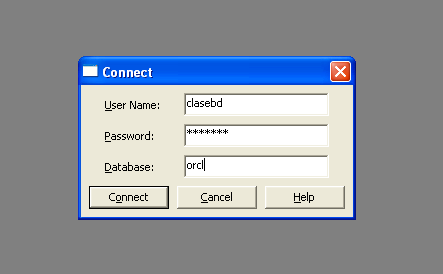 Connect
User Name: clasebd
Password: *******
Database: orcl
Connect Cancel Help